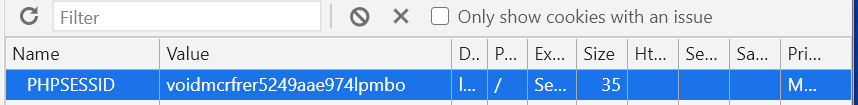 Filter Only show cookies with an issue
Name Value D.. P... Ex... Size Ht... Se... Sa... Pri...
PHPSESSID voidmcrfrer5249aae974lpmbo l... / Se... 35 M...